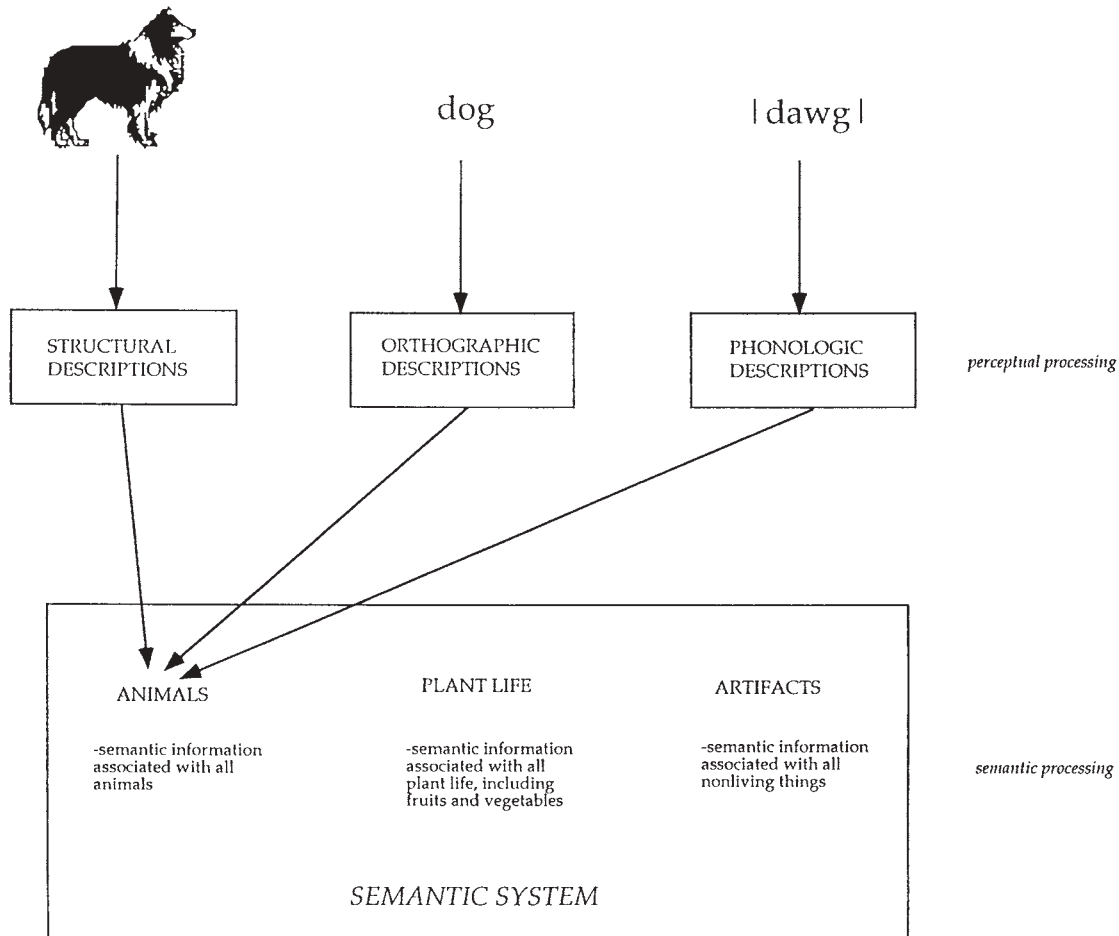 dog
|dawg|
STRUCTURAL
DESCRIPTIONS
ORTHOGRAPHIC
DESCRIPTIONS
PHONOLOGIC
DESCRIPTIONS
perceptual processing
ANIMALS
-semantic information
associated with all
animals
PLANT LIFE
-semantic information
associated with all
plant life, including
fruits and vegetables
ARTIFACTS
-semantic information
associated with all
nonliving things
semantic processing
SEMANTIC SYSTEM